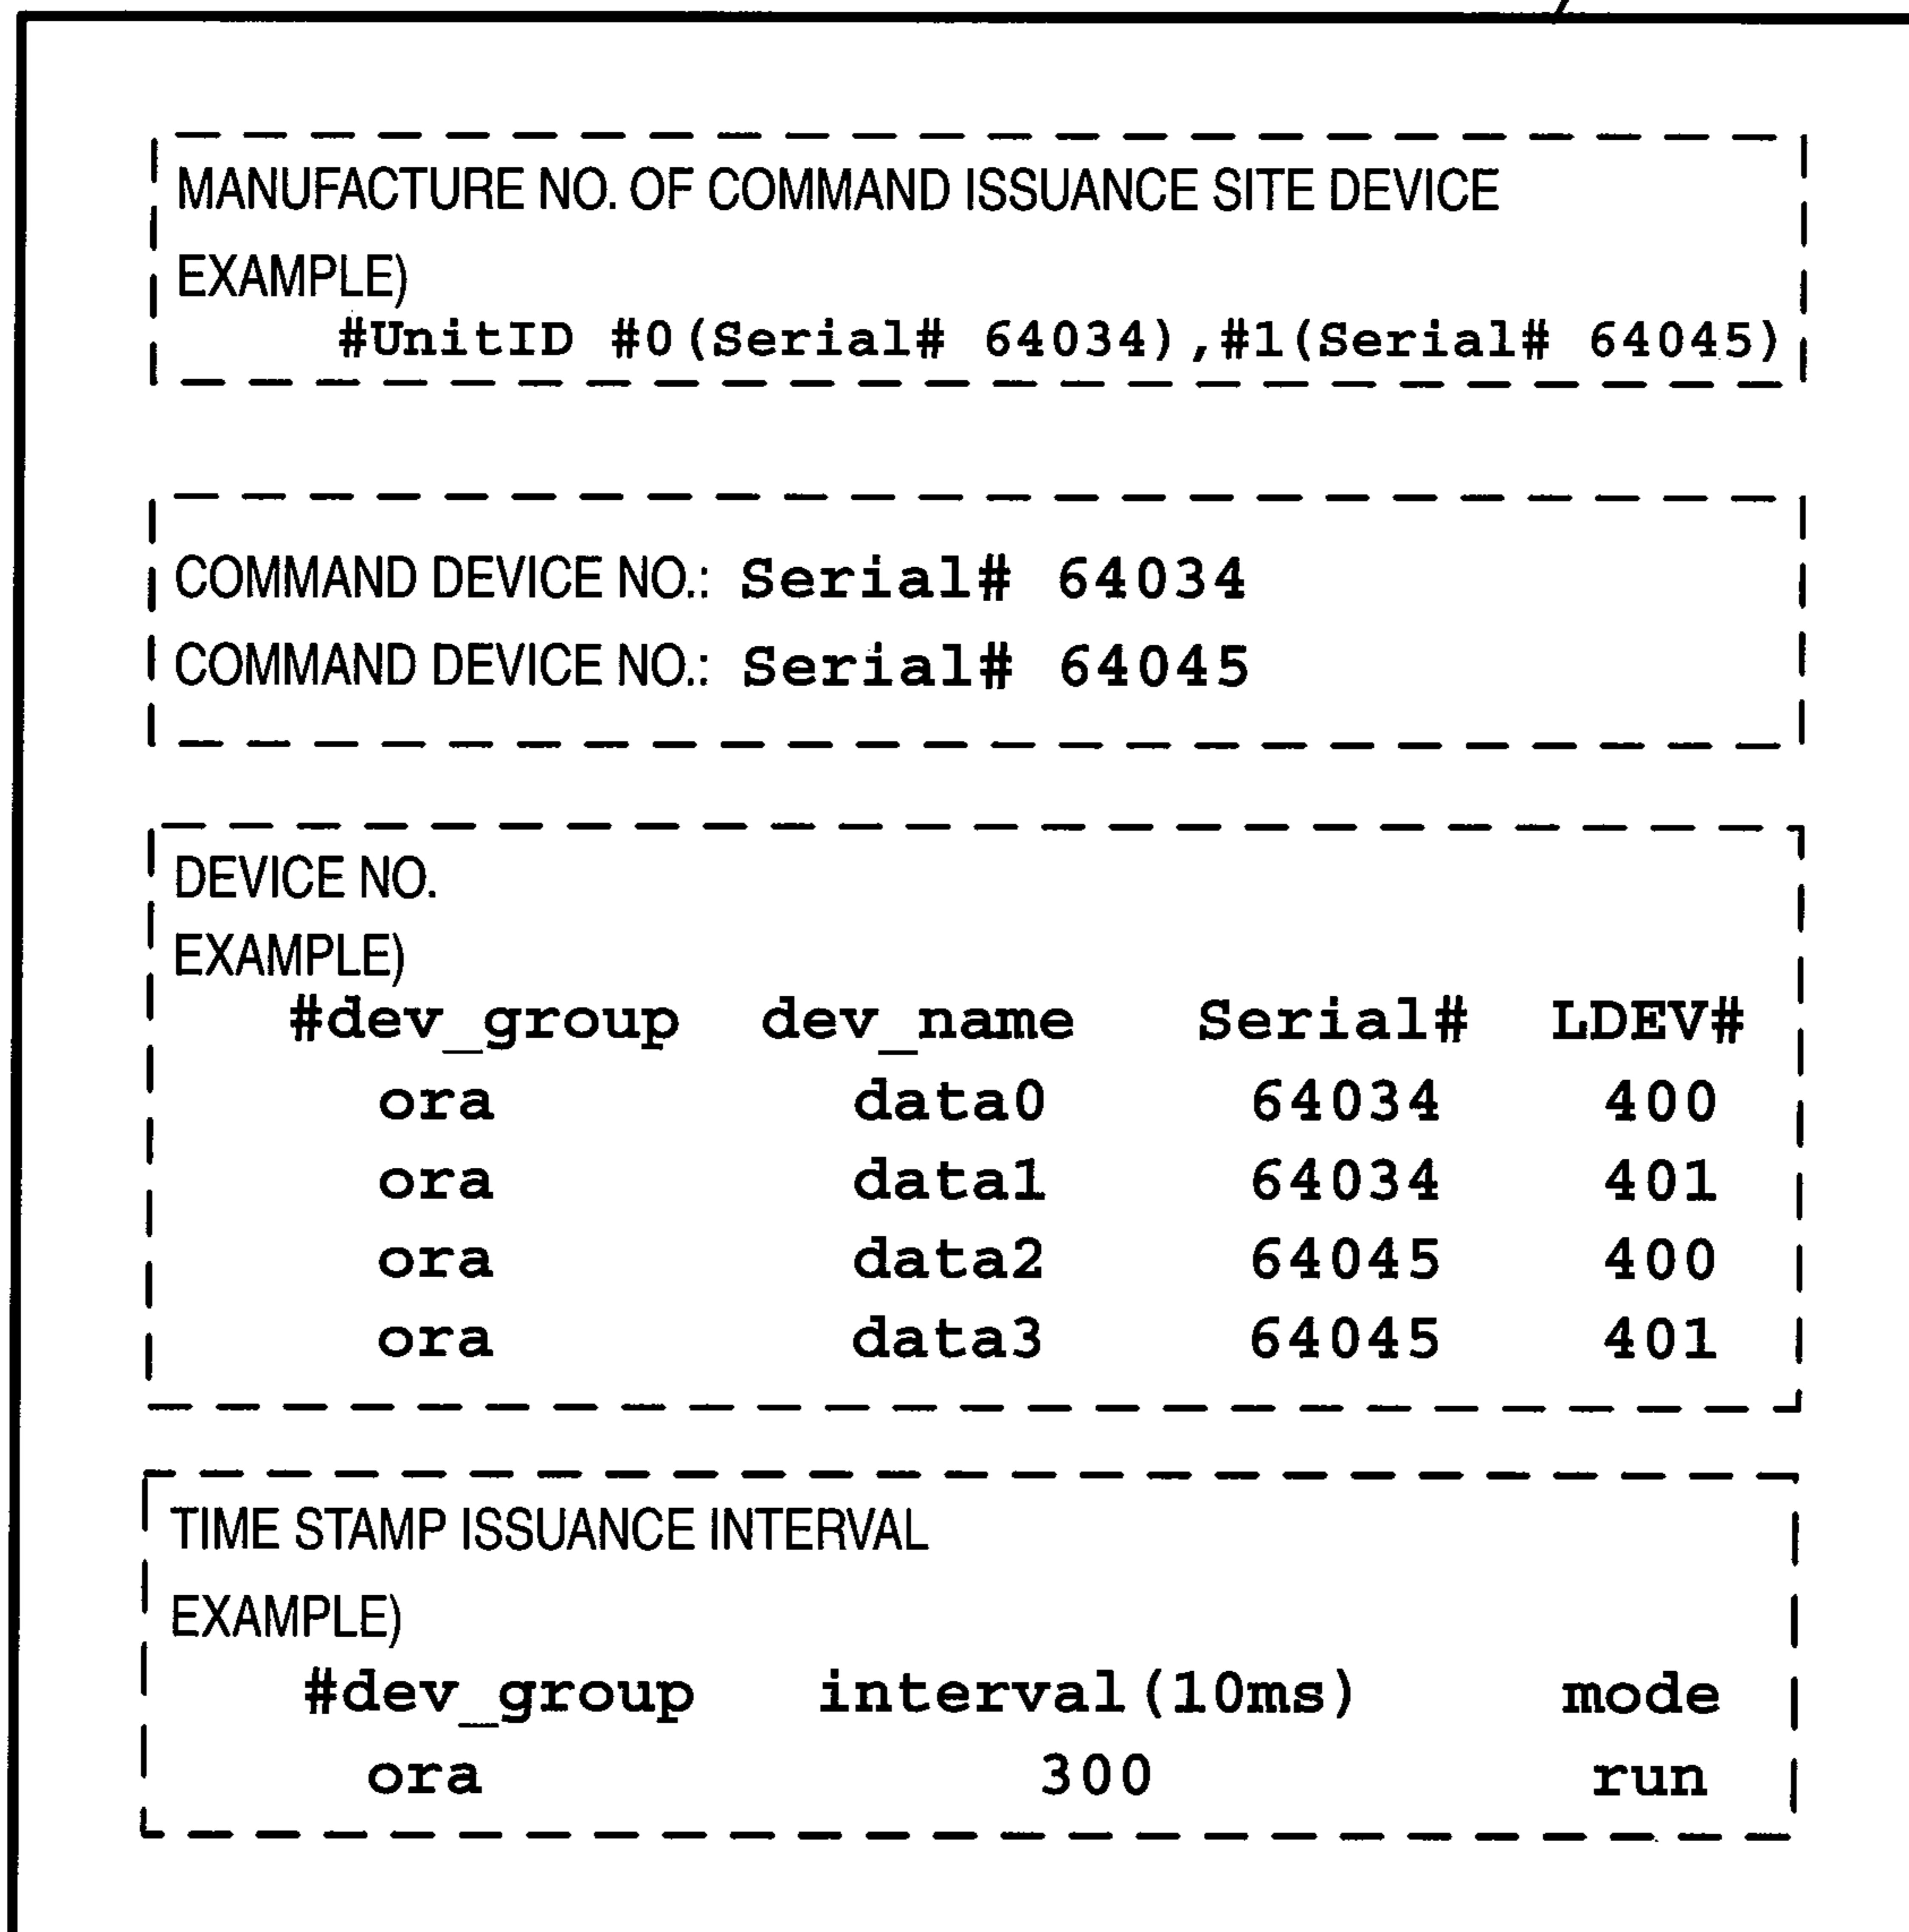 MANUFACTURE NO. OF COMMAND ISSUANCE SITE DEVICE
EXAMPLE)
#UnitID #0(Serial# 64034),#1(Serial# 64045)
COMMAND DEVICE NO.: Serial# 64034
COMMAND DEVICE NO.: Serial# 64045
DEVICE NO.
EXAMPLE)
#dev_group dev_name Serial# LDEV#
ora data0 64034 400
ora data1 64034 401
ora data2 64045 400
ora data3 64045 401
TIME STAMP ISSUANCE INTERVAL
EXAMPLE)
#dev_group interval(10ms) mode
ora 300 run